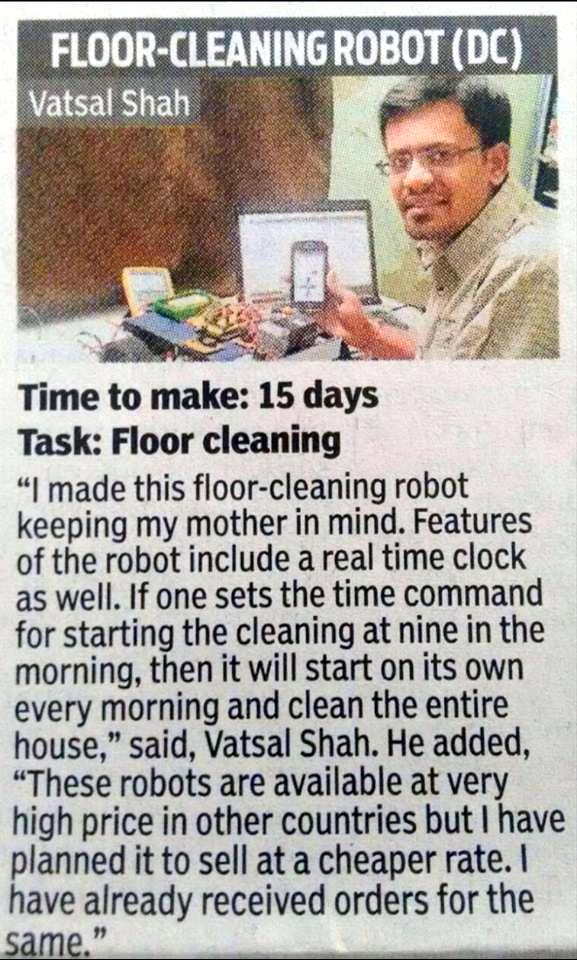 FLOOR-CLEANING ROBOT (DC)
Vatsal Shah
Time to make: 15 days
Task: Floor cleaning
“I made this floor-cleaning robot
keeping my mother in mind. Features
of the robot include a real time clock
as well. If one sets the time command
for starting the cleaning at nine in the
morning, then it will start on its own
every morning and clean the entire
house,” said, Vatsal Shah. He added,
“These robots are available at very
high price in other countries but I have
planned it to sell at a cheaper rate. I
have already received orders for the
same.”